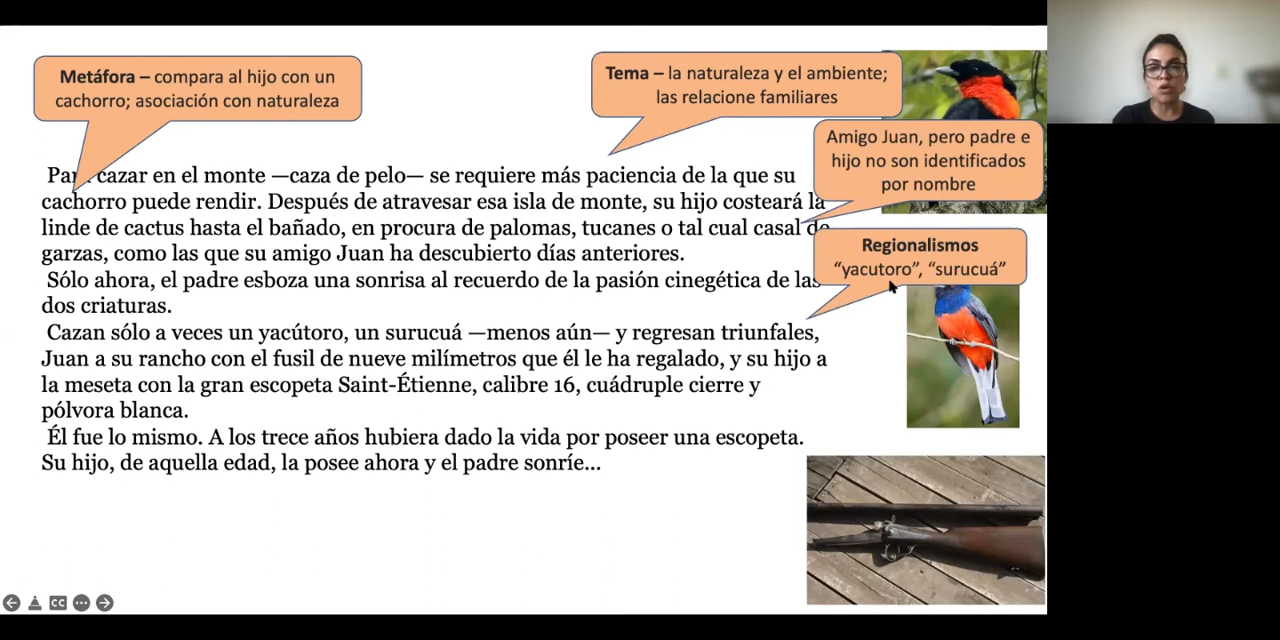 Metáfora – compara al hijo con un
cachorro; asociación con naturaleza
Tema – la naturaleza y el ambiente;
las relacione familiares
Amigo Juan, pero padre e
hijo no son identificados
por nombre
Regionalismos
“yacutoro”, “surucuá”
cazar en el monte —caza de pelo— se requiere más paciencia de la que su
cachorro puede rendir. Después de atravesar esa isla de monte, su hijo costeará la
linde de cactus hasta el bañado, en procura de palomas, tucanes o tal cual casal de
garzas, como las que su amigo Juan ha descubierto días anteriores.
Sólo ahora, el padre esboza una sonrisa al recuerdo de la pasión cinegética de las
dos criaturas.
Cazan sólo a veces un yacútoro, un surucuá —menos aún— y regresan triunfales,
Juan a su rancho con el fusil de nueve milímetros que él le ha regalado, y su hijo a
la meseta con la gran escopeta Saint-Étienne, calibre 16, cuádruple cierre y
pólvora blanca.
Él fue lo mismo. A los trece años hubiera dado la vida por poseer una escopeta.
Su hijo, de aquella edad, la posee ahora y el padre sonríe...
CC